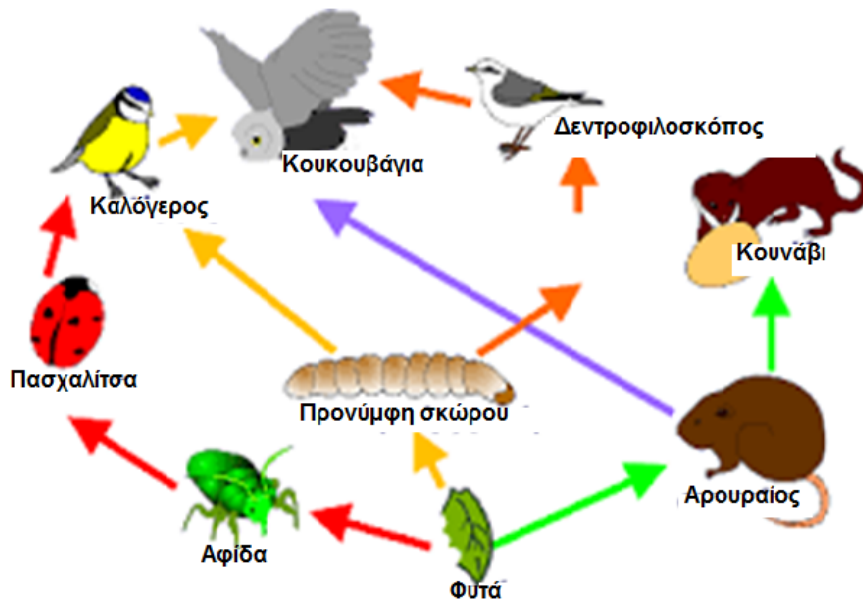 Δεντροφιλοσκόπος
Κουκουβάγια
Καλόγερος
Κουνάβι
Πασχαλίτσα
Προνύμφη σκώρου
Αρουραίος
Αφίδα
Φυτά